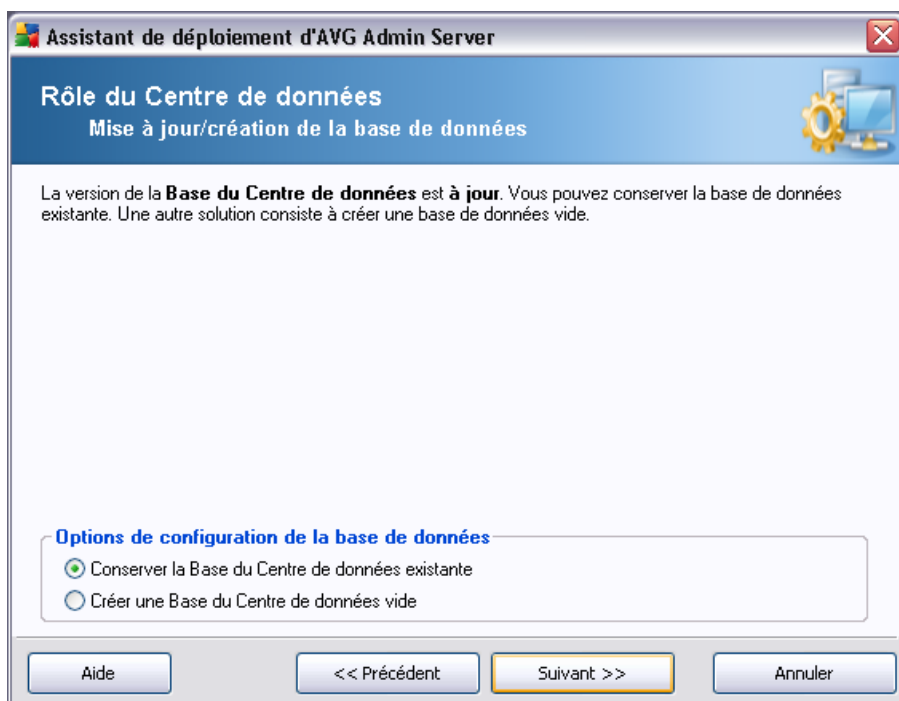 Assistant de déploiement d'AVG Admin Server
Rôle du Centre de données
Mise à jour/création de la base de données
La version de la Base du Centre de données est à jour. Vous pouvez conserver la base de données
existante. Une autre solution consiste à créer une base de données vide.
Options de configuration de la base de données
Conserver la Base du Centre de données existante
Créer une Base du Centre de données vide
Aide
<< Précédent
Suivant >>
Annuler